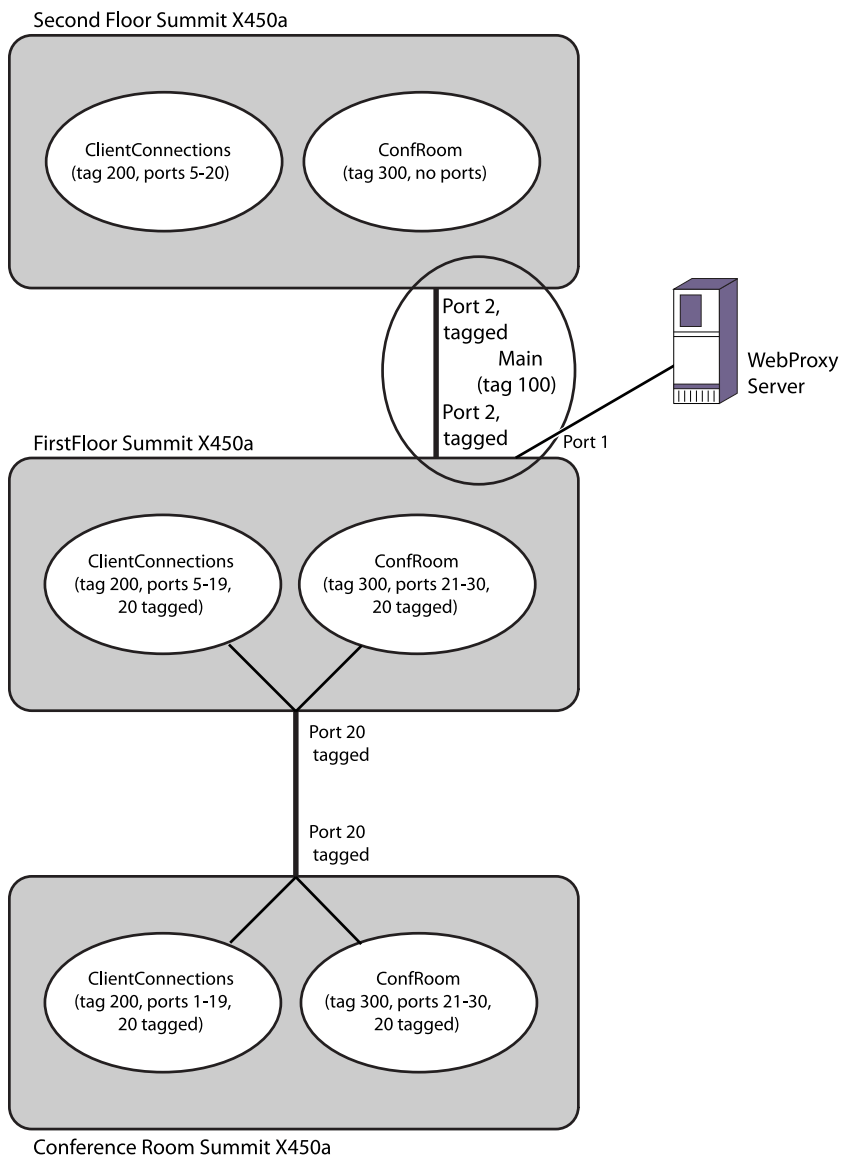 Second Floor Summit X450a
ClientConnections
(tag 200, ports 5-20)
ConfRoom
(tag 300, no ports)
Port 2,
tagged
Main
(tag 100)
Port 2,
tagged
WebProxy
Server
Port 1
FirstFloor Summit X450a
ClientConnections
(tag 200, ports 5-19,
20 tagged)
ConfRoom
(tag 300, ports 21-30,
20 tagged)
Port 20
tagged
Port 20
tagged
ClientConnections
(tag 200, ports 1-19,
20 tagged)
ConfRoom
(tag 300, ports 21-30,
20 tagged)
Conference Room Summit X450a